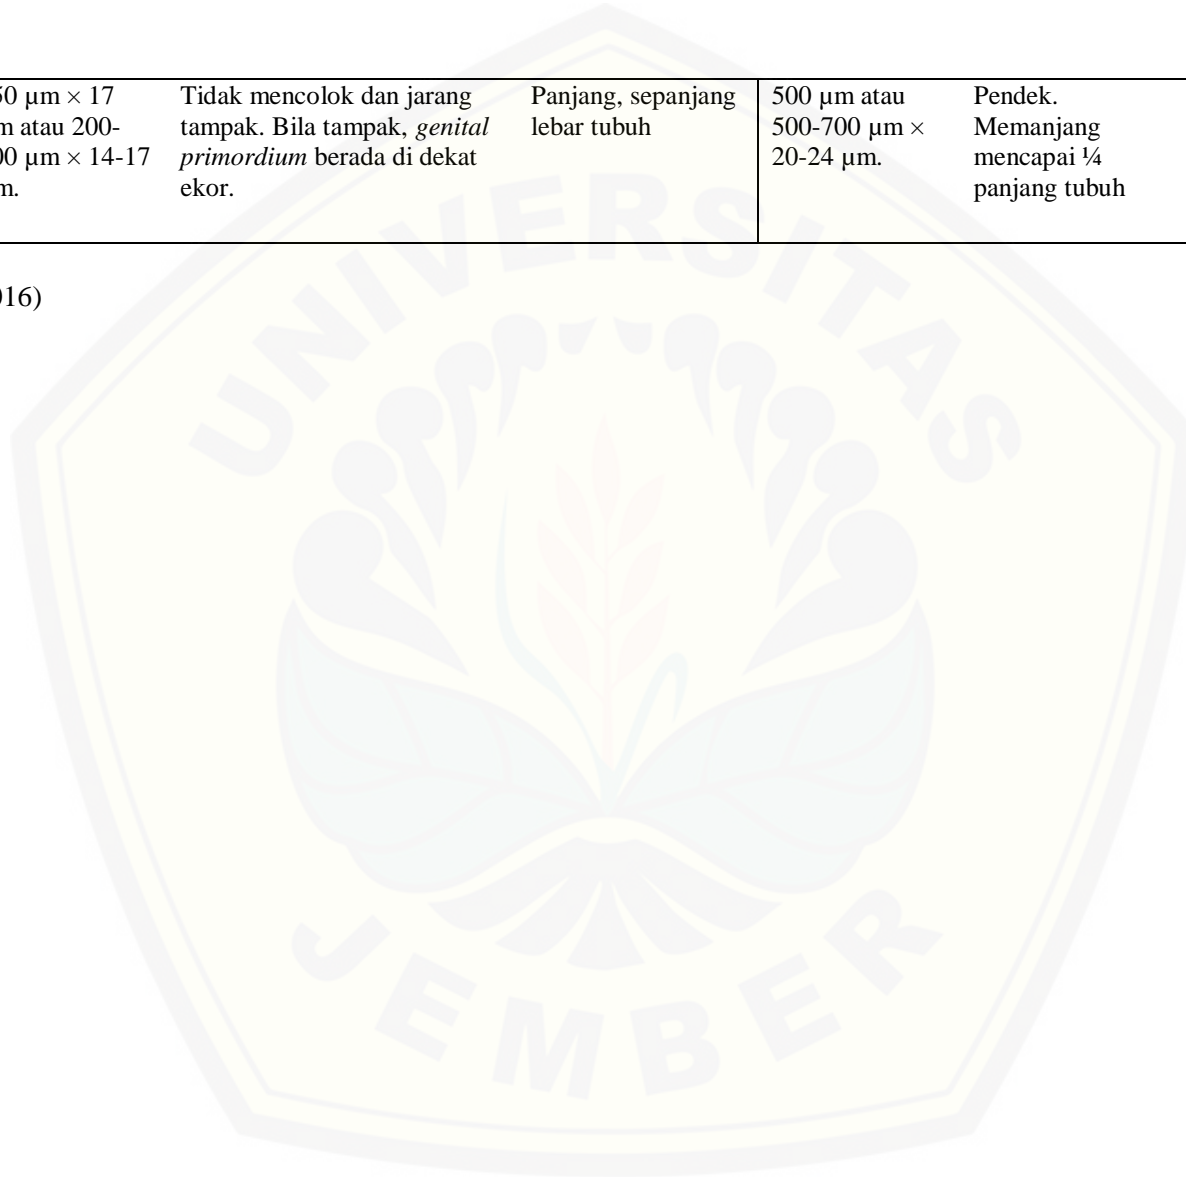 50 µm × 17
m atau 200-
00 µm × 14-17
m.
Tidak mencolok dan jarang
tampak. Bila tampak, genital
primordium berada di dekat
ekor.
Panjang, sepanjang
lebar tubuh
500 µm atau
500-700 µm ×
20-24 µm.
Pendek.
Memanjang
mencapai ¼
panjang tubuh
016)
UNIVERSITAS
JEMBER